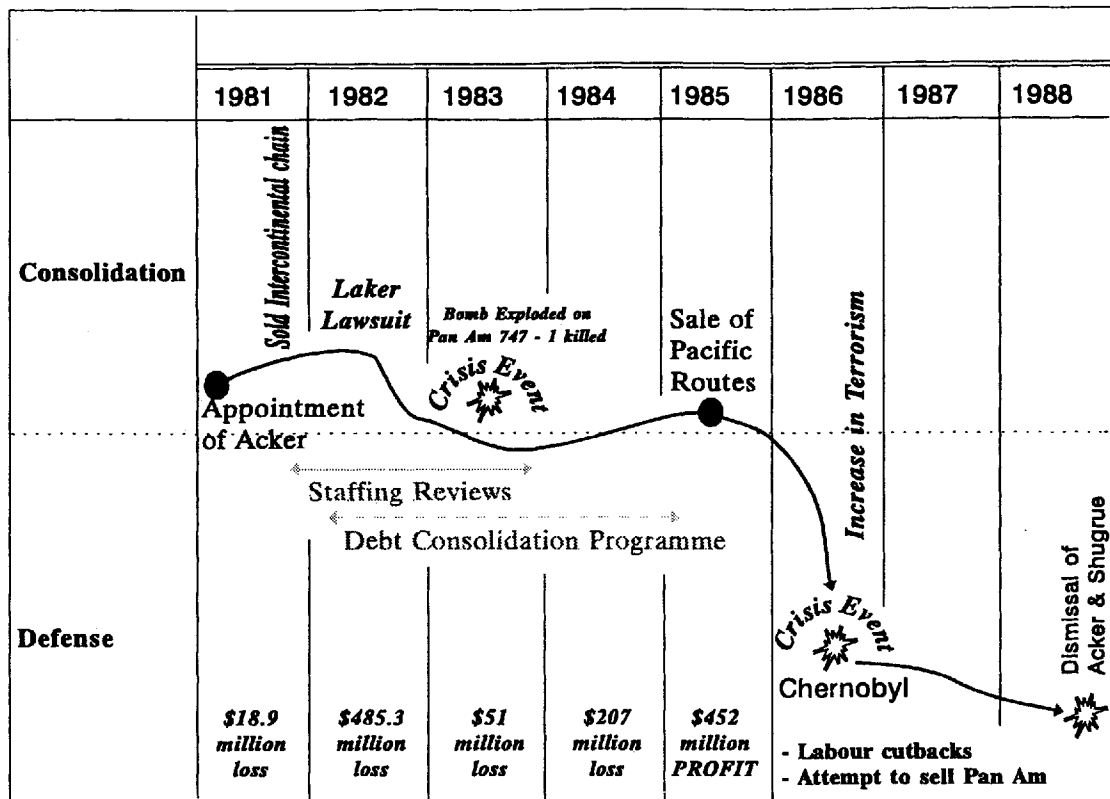 1981 1982 1983 1984 1985 1986 1987 1988
Consolidation
Sold Intercontinental chain
Laker
Lawsuit
Bomb Exploded on
Pan Am 747 - 1 killed
Crisis Event
Sale of
Pacific
Routes
Increase in Terrorism
Appointment
of Acker
Staffing Reviews
Debt Consolidation Programme
Defense
Crisis Event
Chernobyl
Dismissal of
Acker & Shugrue
$18.9
million
loss
$485.3
million
loss
$51
million
loss
$207
million
loss
$452
million
PROFIT
- Labour cutbacks
- Attempt to sell Pan Am